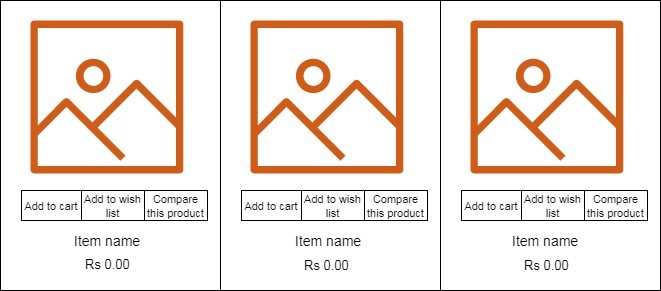 Add to cart
Add to wish
list
Compare
this product
Item name
Rs 0.00
Add to cart
Add to wish
list
Compare
this product
Item name
Rs 0.00
Add to cart
Add to wish
list
Compare
this product
Item name
Rs 0.00